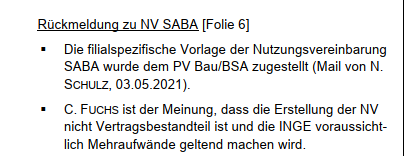 Rückmeldung zu NV SABA [Folie 6]
▪ Die filialspezifische Vorlage der Nutzungsvereinbarung
SABA wurde dem PV Bau/BSA zugestellt (Mail von N.
SCHULZ, 03.05.2021).
▪ C. FUCHS ist der Meinung, dass die Erstellung der NV
nicht Vertragsbestandteil ist und die INGE voraussicht-
lich Mehraufwände geltend machen wird.